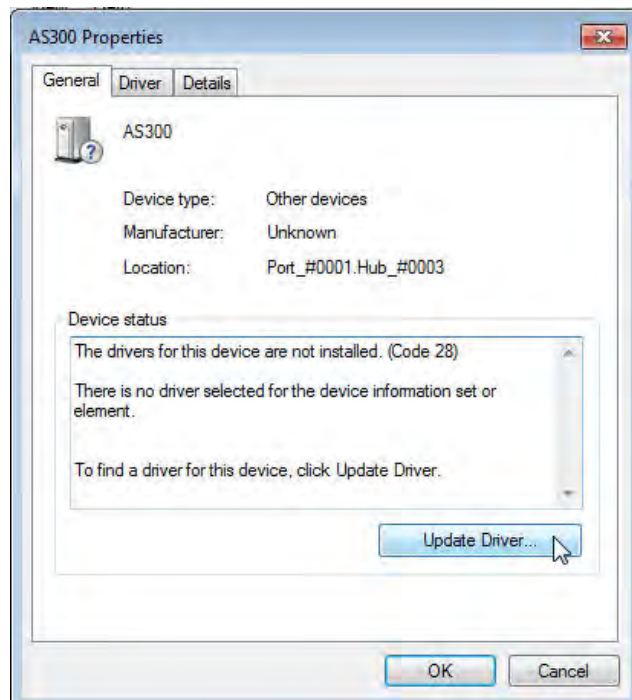 AS300 Properties
General Driver Details
AS300
Device type: Other devices
Manufacturer: Unknown
Location: Port_#0001.Hub_#0003
Device status
The drivers for this device are not installed. (Code 28)
There is no driver selected for the device information set or
element.
To find a driver for this device, click Update Driver.
Update Driver...
OK Cancel